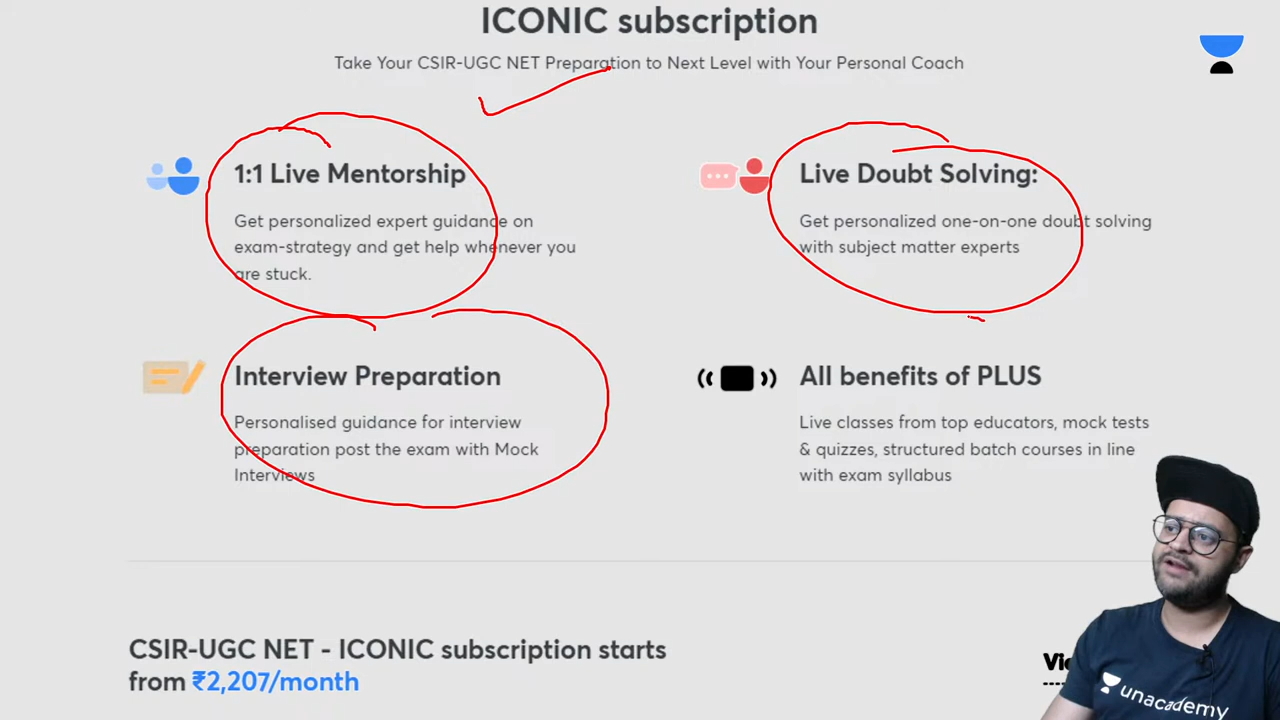 ICONIC subscription
Take Your CSIR-UGC NET Preparation to Next Level with Your Personal Coach
1:1 Live Mentorship
Get personalized expert guidance on
exam-strategy and get help whenever you
are stuck.
Live Doubt Solving:
Get personalized one-on-one doubt solving
with subject matter experts
Interview Preparation
Personalised guidance for interview
preparation post the exam with Mock
Interviews
All benefits of PLUS
Live classes from top educators, mock tests
& quizzes, structured batch courses in line
with exam syllabus
CSIR-UGC NET - ICONIC subscription starts
from ₹2,207/month
unacademy